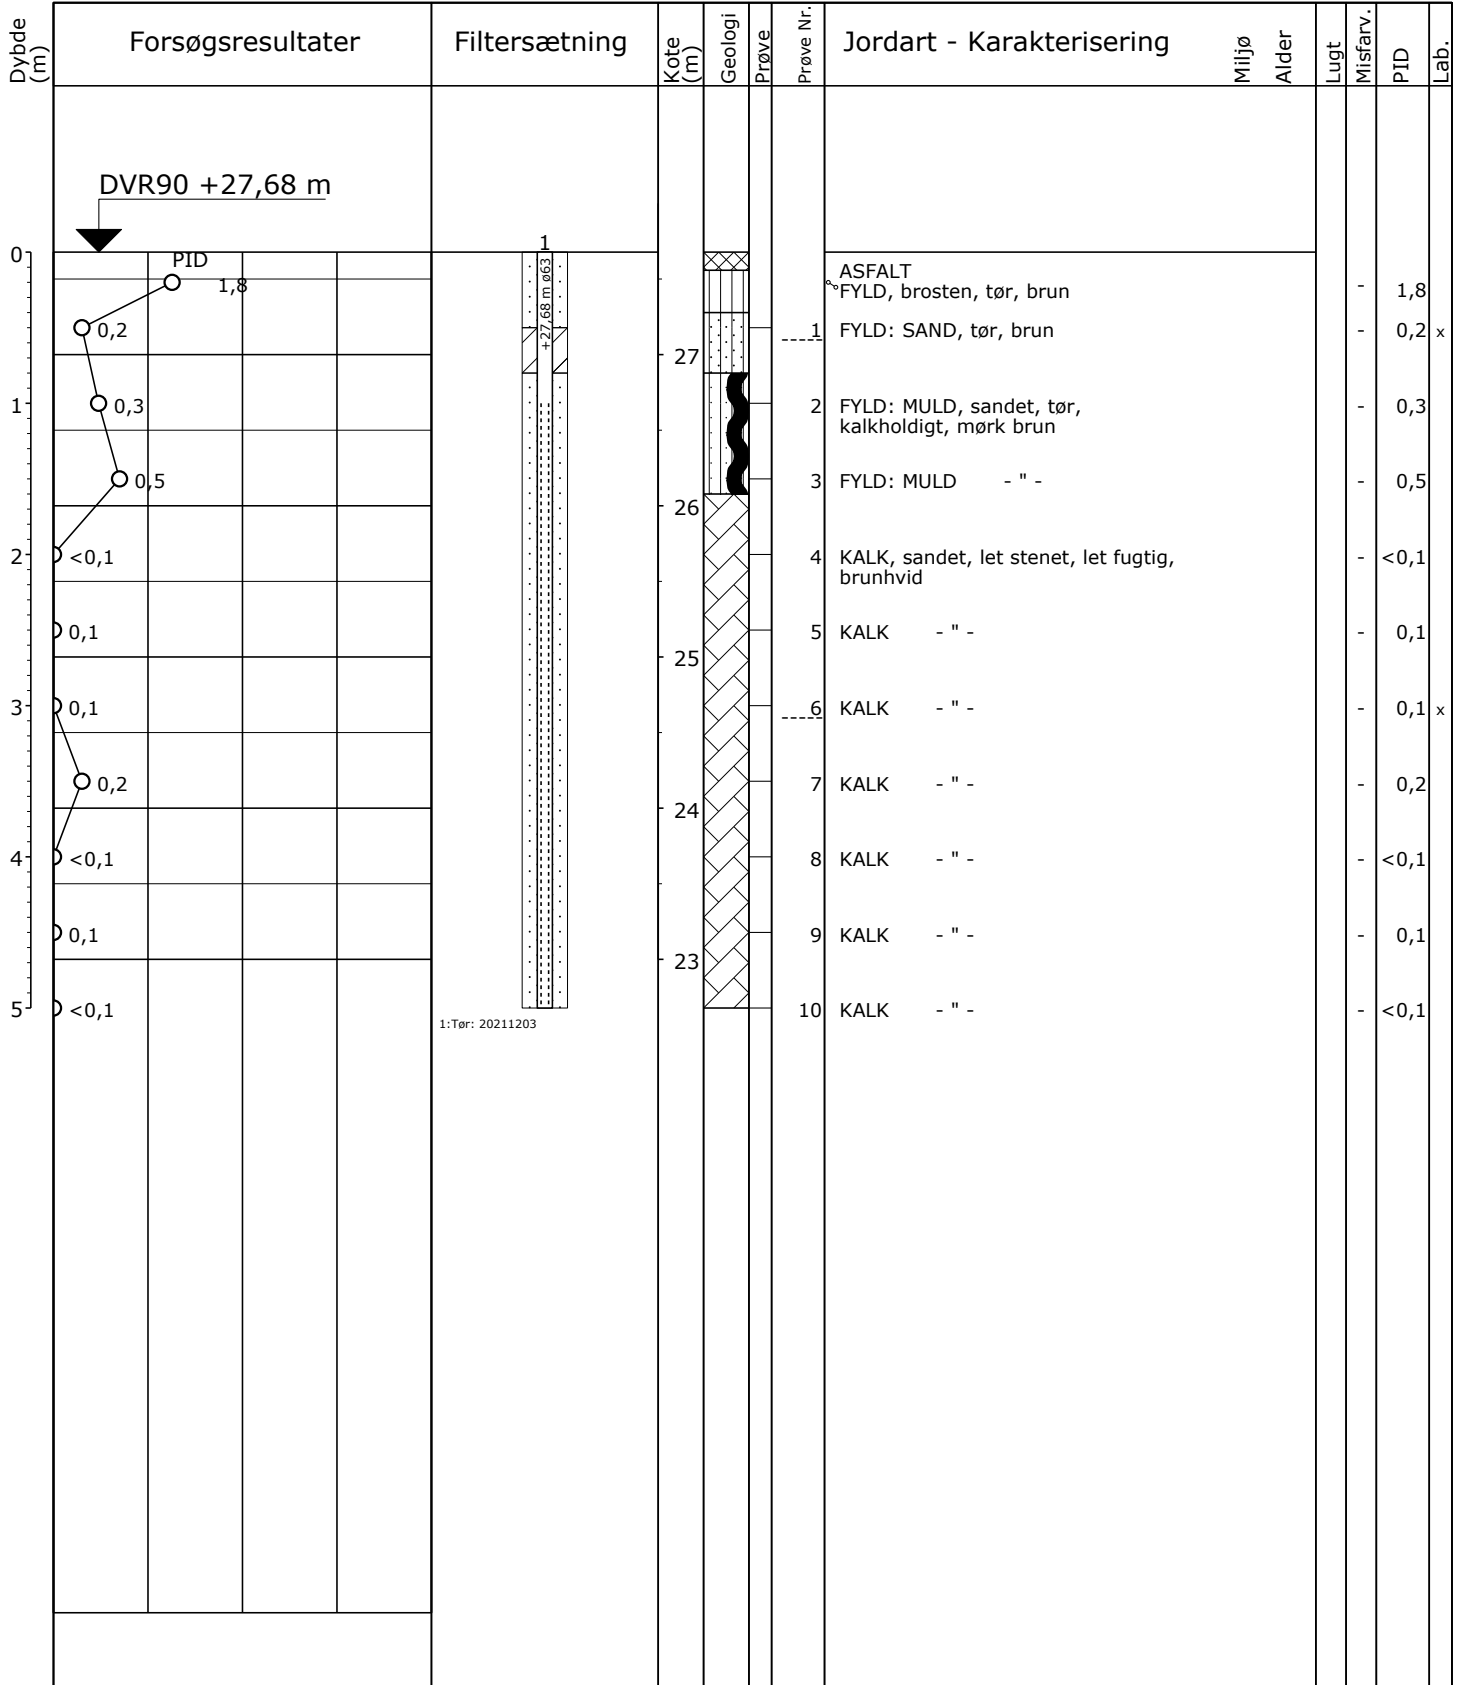 Dybde (m)
Forsøgsresultater
Filtersætning
Kote (m)
Geologi
Prøve
Prøve Nr.
Jordart - Karakterisering
Miljø
Alder
Lugt
Misfarv.
PID
Lab.
DVR90 +27,68 m
0
PID
1,8
1
+27,68 m ø63
ASFALT
FYLD, brosten, tør, brun - 1,8
0,2
1 FYLD: SAND, tør, brun - 0,2 x
27
1
0,3
2 FYLD: MULD, sandet, tør, - 0,3
kalkholdigt, mørk brun
0,5
3 FYLD: MULD - " - - 0,5
26
2
<0,1
4 KALK, sandet, let stenet, let fugtig, - <0,1
brunhvid
0,1
5 KALK - " - - 0,1
25
3
0,1
6 KALK - " - - 0,1 x
0,2
7 KALK - " - - 0,2
24
4
<0,1
8 KALK - " - - <0,1
0,1
9 KALK - " - - 0,1
23
5
<0,1
10 KALK - " - - <0,1
1:Tør: 20211203